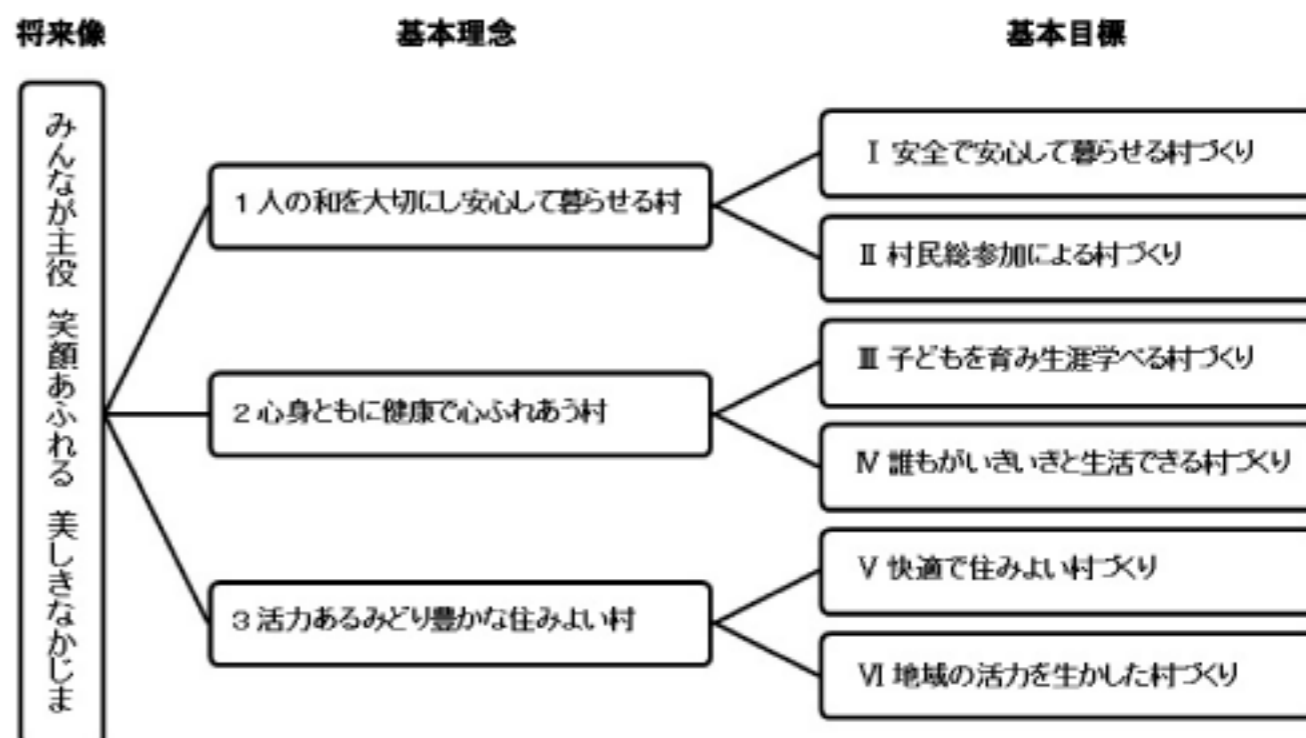 将来像
基本理念
基本目標
みんなが主役 笑顔あふれる 美しきなかじま
1 人の和を大切にし安心して暮らせる村
2 心身ともに健康で心ふれあう村
3 活力あるみどり豊かな住みよい村
Ⅰ 安全で安心して暮らせる村づくり
Ⅱ 村民総参加による村づくり
Ⅲ 子どもを育み生涯学べる村づくり
Ⅳ 誰もがいきいきと生活できる村づくり
Ⅴ 快適で住みよい村づくり
Ⅵ 地域の活力を生かした村づくり